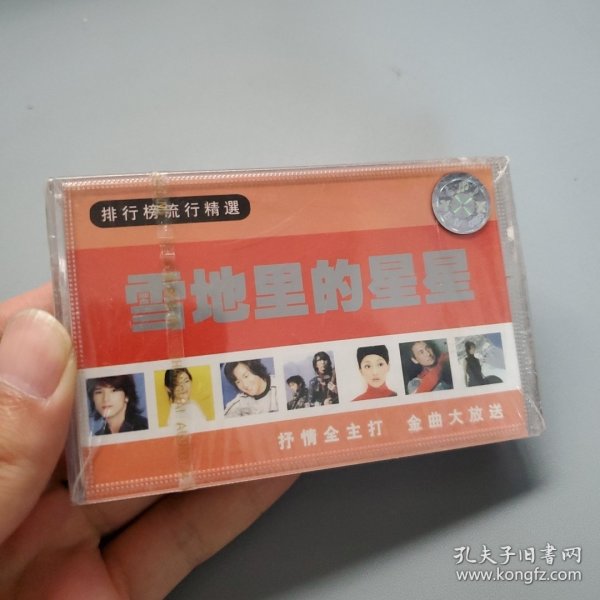 排行榜流行精選
雪地里的星星
抒情全主打 金曲大放送
孔夫子旧书网
www.kongfz.com